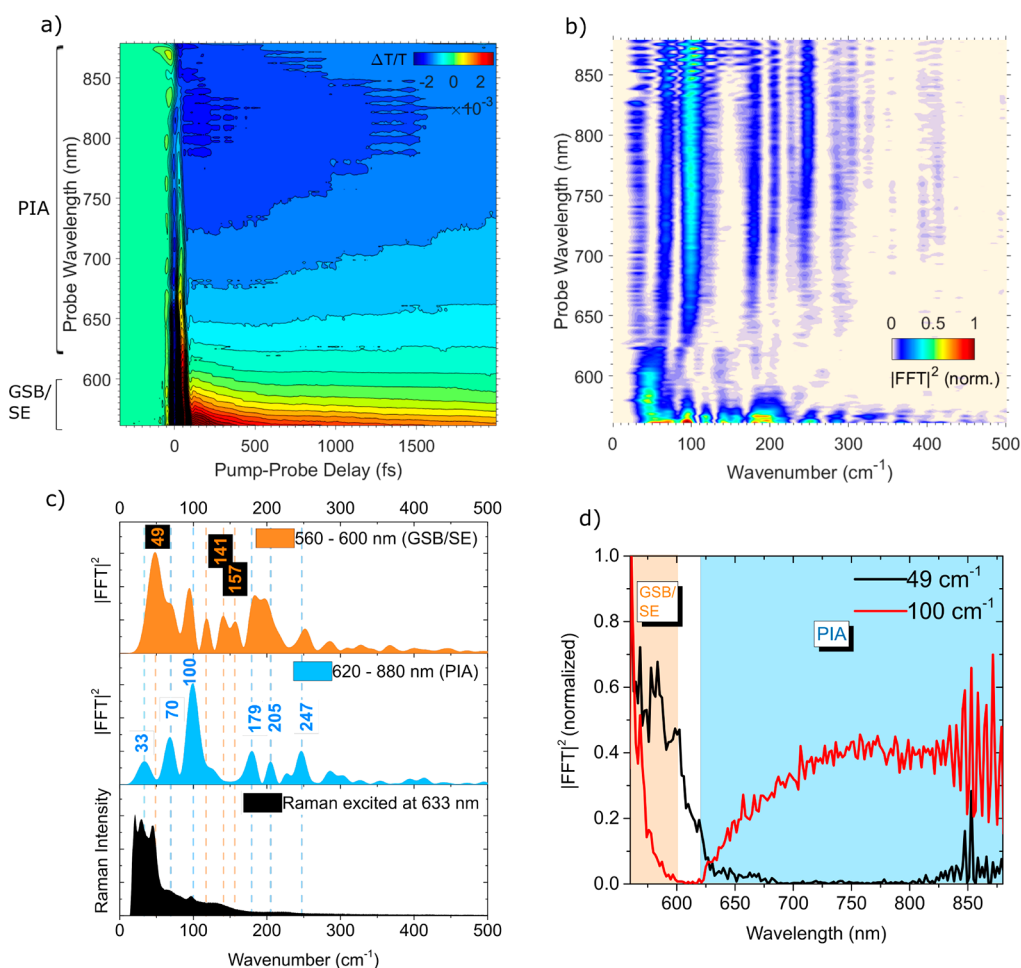 a)
PIA
GSB/
SE
Probe Wavelength (nm)
850
800
750
700
650
600
ΔT/T
-2 0 2
×10⁻³
0 500 1000 1500
Pump-Probe Delay (fs)
b)
Probe Wavelength (nm)
850
800
750
700
650
600
0 0.5 1
|FFT|² (norm.)
0 100 200 300 400 500
Wavenumber (cm⁻¹)
c)
0 100 200 300 400 500
|FFT|²
49
141
157
560 - 600 nm (GSB/SE)
|FFT|²
33
70
100
179
205
247
620 - 880 nm (PIA)
Raman Intensity
Raman excited at 633 nm
0 100 200 300 400 500
Wavenumber (cm⁻¹)
d)
|FFT|² (normalized)
1.0
0.8
0.6
0.4
0.2
0.0
GSB/
SE
PIA
49 cm⁻¹
100 cm⁻¹
600 650 700 750 800 850
Wavelength (nm)